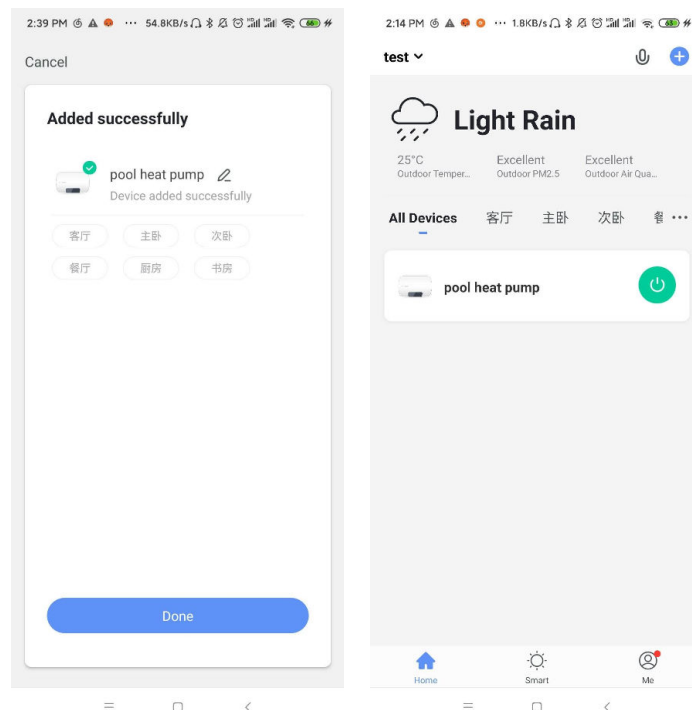 2:39 PM
54.8KB/s
66
Cancel
Added successfully
pool heat pump
Device added successfully
客厅
主卧
次卧
餐厅
厨房
书房
Done
2:14 PM
1.8KB/s
test
Light Rain
25°C
Excellent
Excellent
Outdoor Temper...
Outdoor PM2.5
Outdoor Air Qua...
All Devices
客厅
主卧
次卧
pool heat pump
Home
Smart
Me